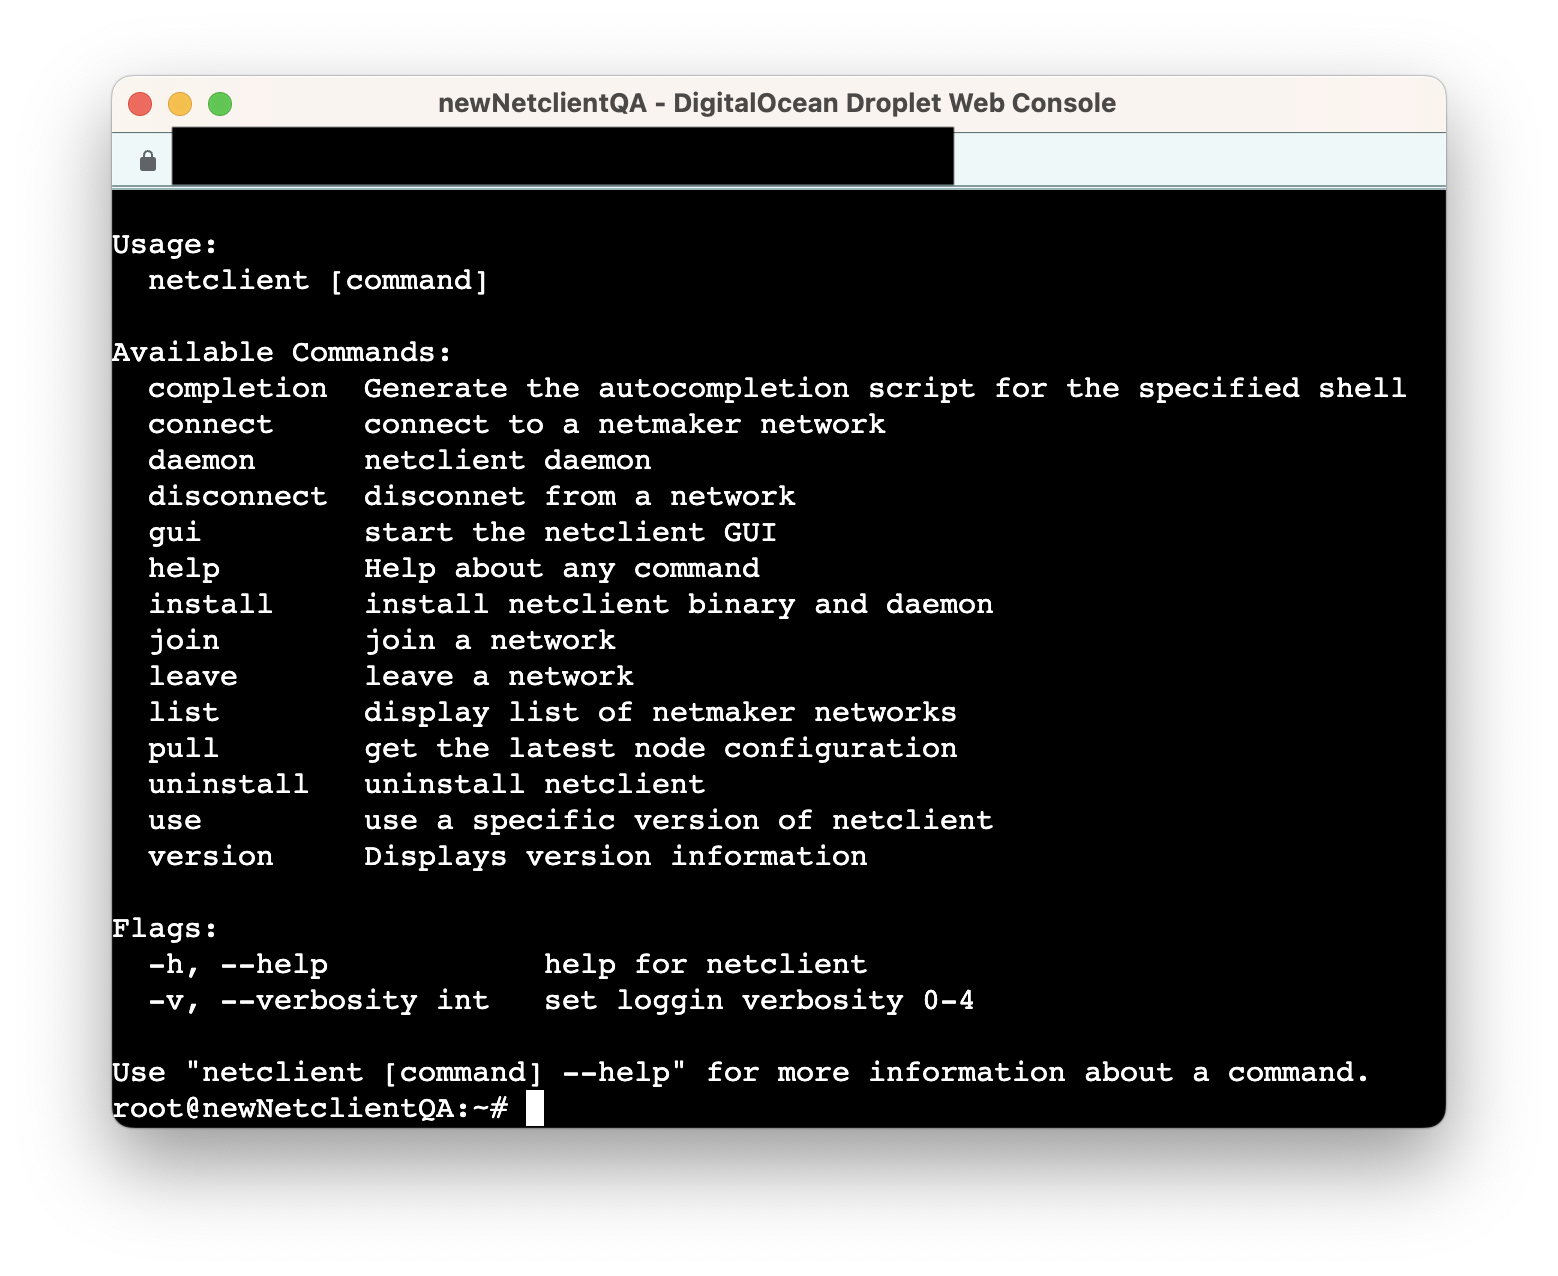 newNetclientQA - DigitalOcean Droplet Web Console
Usage:
  netclient [command]
Available Commands:
  completion  Generate the autocompletion script for the specified shell
  connect     connect to a netmaker network
  daemon      netclient daemon
  disconnect  disconnet from a network
  gui         start the netclient GUI
  help        Help about any command
  install     install netclient binary and daemon
  join        join a network
  leave       leave a network
  list        display list of netmaker networks
  pull        get the latest node configuration
  uninstall   uninstall netclient
  use         use a specific version of netclient
  version     Displays version information
Flags:
  -h, --help            help for netclient
  -v, --verbosity int   set loggin verbosity 0-4
Use "netclient [command] --help" for more information about a command.
root@newNetclientQA:~#